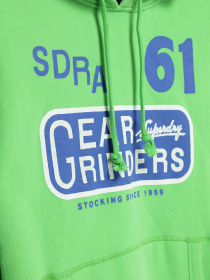 SDRA 61
GEAR Superdry
GRINDERS
STOCKING SINCE 1959